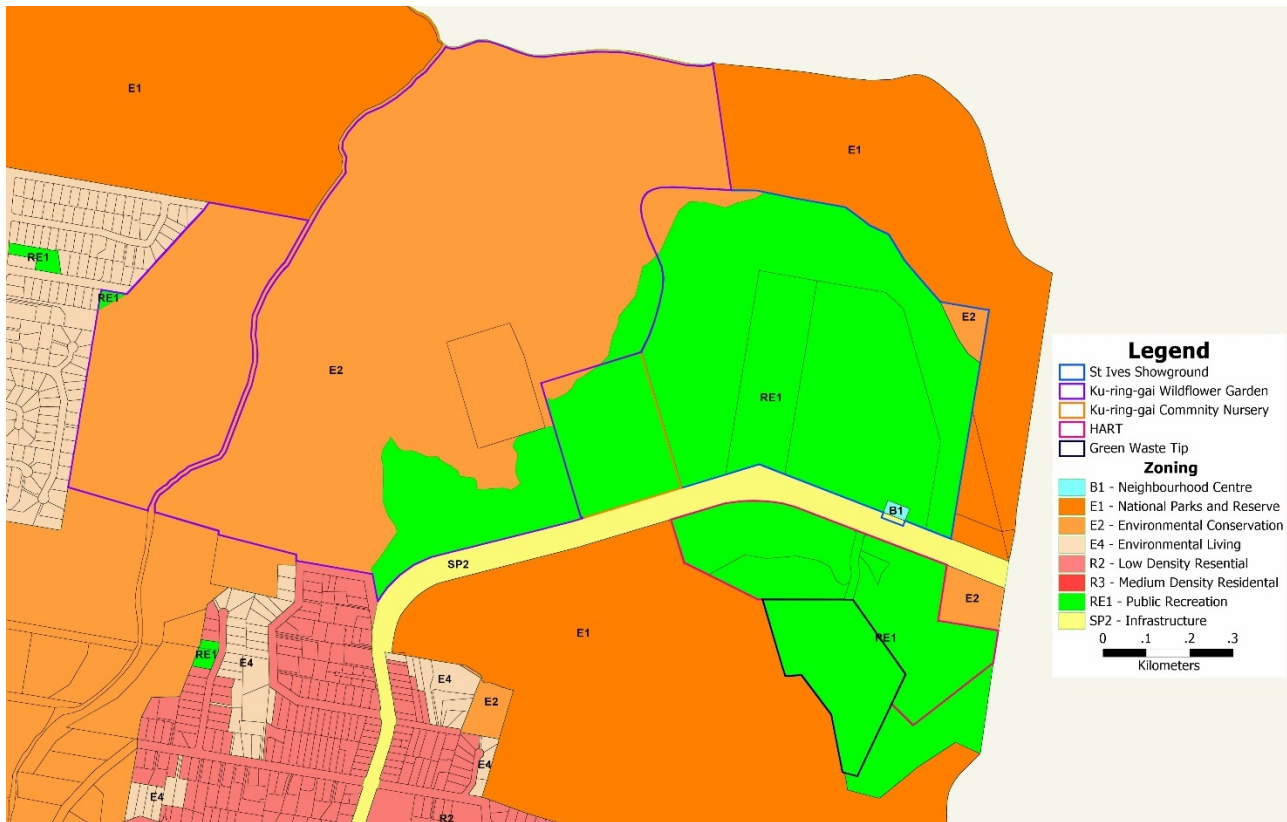 E1
E1
RE1
RE1
E2
E2
RE1
B1
SP2
E2
E1
RE1
RE1
E4
E4
E2
E4
E4
R2
Legend
St Ives Showground
Ku-ring-gai Wildflower Garden
Ku-ring-gai Commnity Nursery
HART
Green Waste Tip
Zoning
B1 - Neighbourhood Centre
E1 - National Parks and Reserve
E2 - Environmental Conservation
E4 - Environmental Living
R2 - Low Density Resential
R3 - Medium Density Residental
RE1 - Public Recreation
SP2 - Infrastructure
0 .1 .2 .3
Kilometers